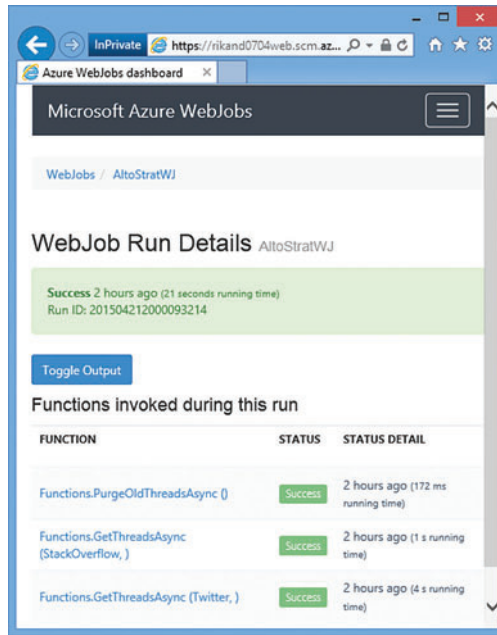 InPrivate https://rikand0704web.scm.az...
Azure WebJobs dashboard
Microsoft Azure WebJobs
WebJobs / AltoStratWJ
WebJob Run Details AltoStratWJ
Success 2 hours ago (21 seconds running time)
Run ID: 201504212000093214
Toggle Output
Functions invoked during this run
FUNCTION STATUS STATUS DETAIL
Functions.PurgeOldThreadsAsync () Success 2 hours ago (172 ms
running time)
Functions.GetThreadsAsync
(StackOverflow, ) Success 2 hours ago (1 s running
time)
Functions.GetThreadsAsync (Twitter, ) Success 2 hours ago (4 s running
time)